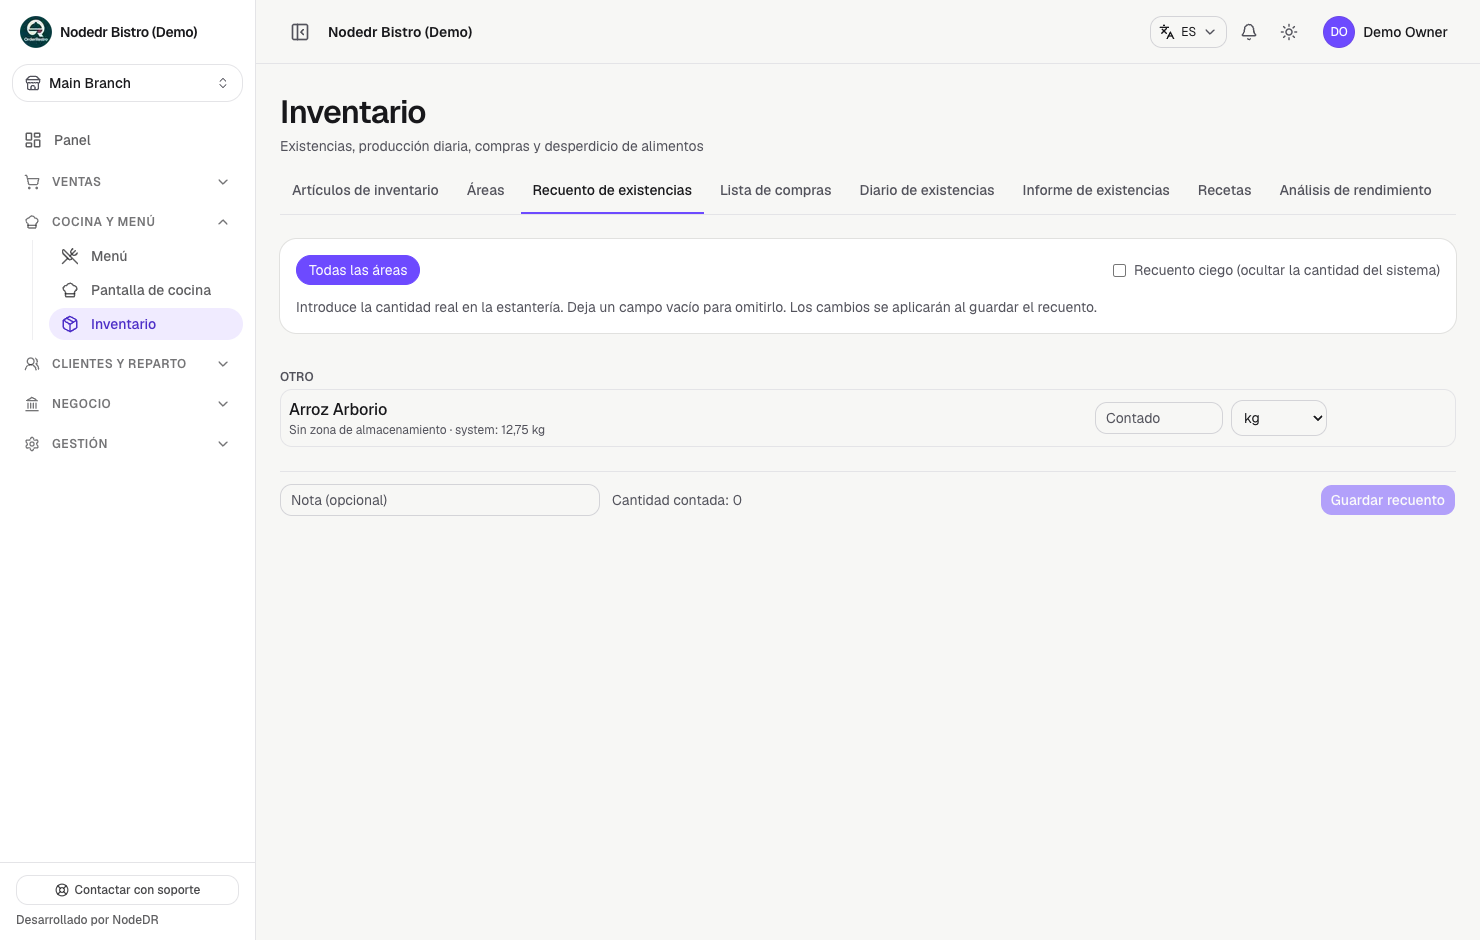 Nodedr Bistro (Demo)
Main Branch
Panel
VENTAS
COCINA Y MENÚ
Menú
Pantalla de cocina
Inventario
CLIENTES Y REPARTO
NEGOCIO
GESTIÓN
Contactar con soporte
Desarrollado por NodeDR
Nodedr Bistro (Demo)
ES
DO
Demo Owner
Inventario
Existencias, producción diaria, compras y desperdicio de alimentos
Artículos de inventario
Áreas
Recuento de existencias
Lista de compras
Diario de existencias
Informe de existencias
Recetas
Análisis de rendimiento
Todas las áreas
Recuento ciego (ocultar la cantidad del sistema)
Introduce la cantidad real en la estantería. Deja un campo vacío para omitirlo. Los cambios se aplicarán al guardar el recuento.
OTRO
Arroz Arborio
Sin zona de almacenamiento · system: 12,75 kg
Contado
kg
Nota (opcional)
Cantidad contada: 0
Guardar recuento